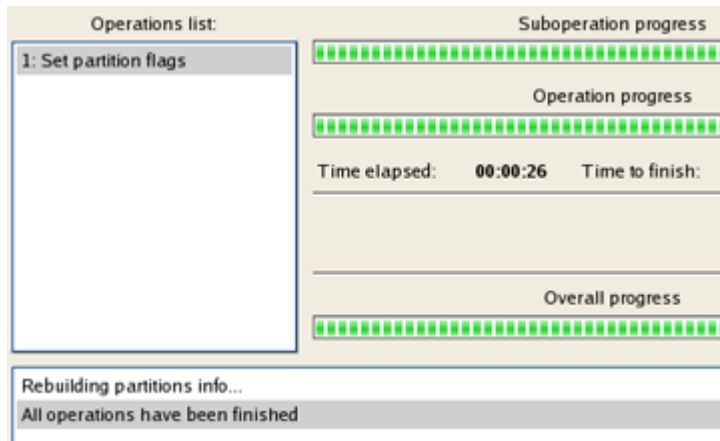 Operations list:
1: Set partition flags
Suboperation progress
Operation progress
Time elapsed: 00:00:26 Time to finish:
Overall progress
Rebuilding partitions info...
All operations have been finished